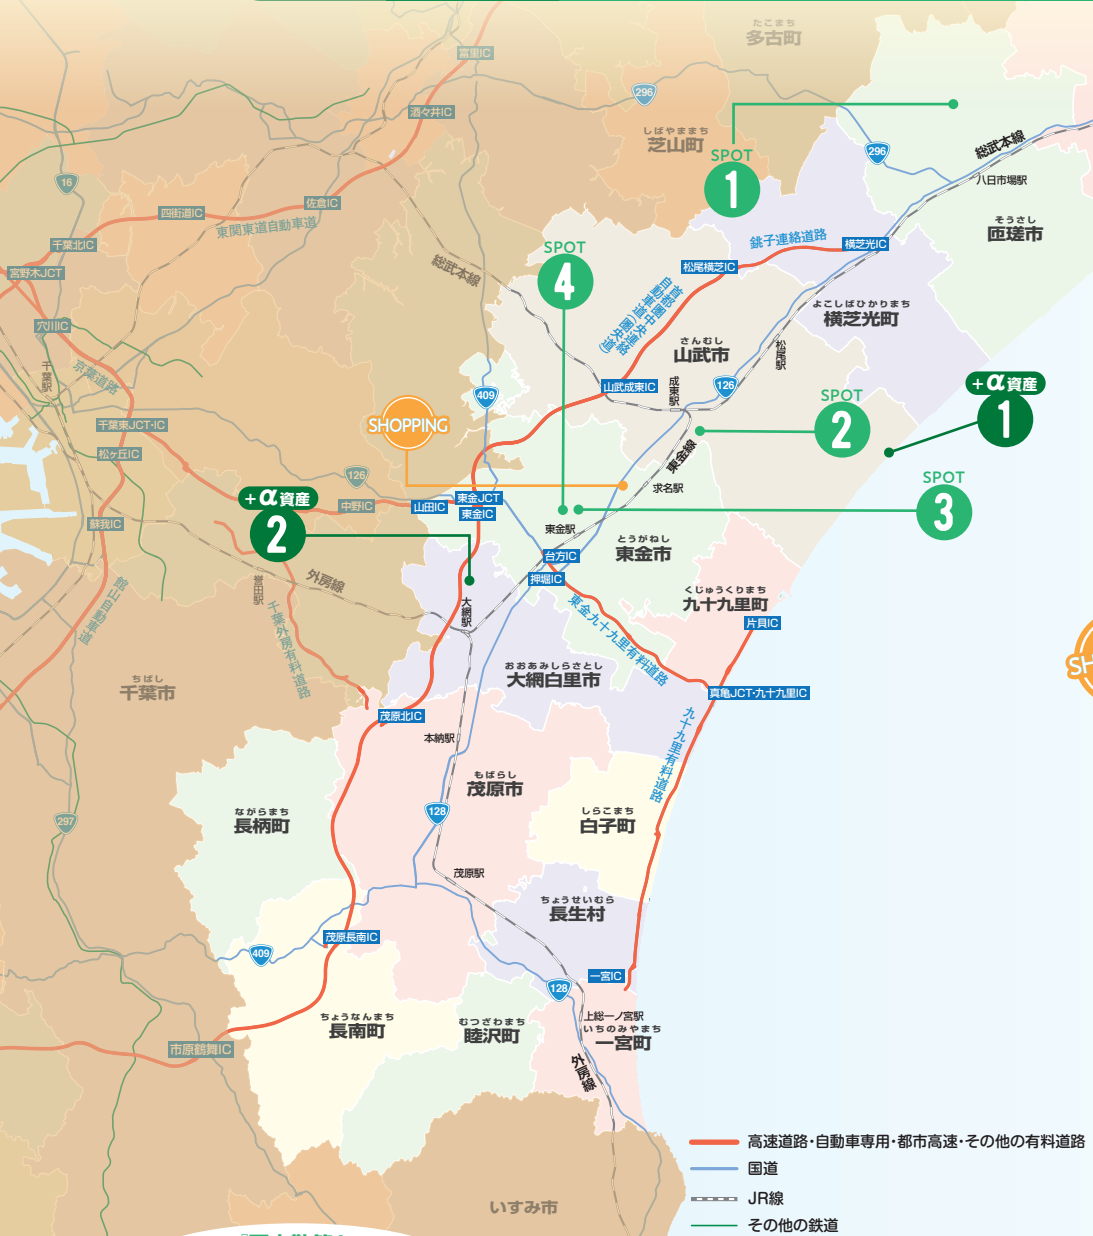 たこまち
多古町
富里IC
296
酒々井IC
しばやままち
芝山町
SPOT
1
296
総武本線
八日市場駅
16
四街道IC
佐倉IC
東関東道自動車道
千葉北IC
宮野木JCT
そうさし
匝瑳市
銚子連絡道路
横芝光IC
SPOT
4
総武本線
松尾横芝IC
首都圏中央連絡
自動車道(圏央道)
よこしばひかりまち
横芝光町
穴川IC
千葉駅
京葉道路
さんむし
山武市
松尾駅
成東駅
126
山武成東IC
409
SHOPPING
+α資産
1
SPOT
2
千葉東JCT・IC
松ヶ丘IC
東金線
126
求名駅
SPOT
3
+α資産
2
中野IC
山田IC
東金JCT
東金IC
蘇我IC
東金駅
とうがねし
東金市
台方IC
押堀IC
誉田駅
外房線
館山自動車道
千葉外房有料道路
大網駅
くじゅうくりまち
九十九里町
片貝IC
東金九十九里有料道路
SH
おおあみしらさとし
大網白里市
ちばし
千葉市
真亀JCT・九十九里IC
茂原北IC
本納駅
九十九里有料道路
もばらし
茂原市
ながらまち
長柄町
128
しらこまち
白子町
297
茂原駅
ちょうせいむら
長生村
茂原長南IC
409
一宮IC
128
ちょうなんまち
長南町
むつざわまち
睦沢町
上総一ノ宮駅
いちのみやまち
一宮町
市原鶴舞IC
外房線
高速道路・自動車専用・都市高速・その他の有料道路
国道
JR線
その他の鉄道
いすみ市